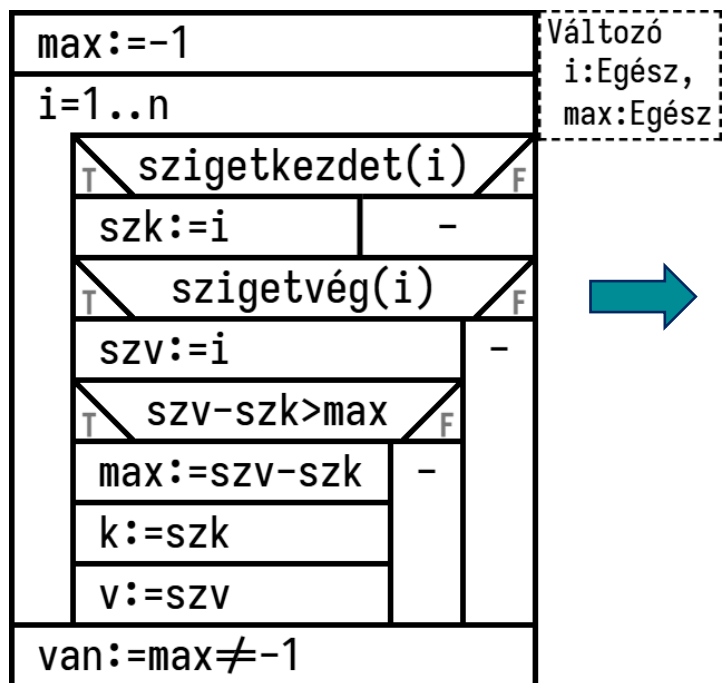 max:=-1
Változó
i:Egész,
max:Egész
i=1..n
T szigetkezdet(i) F
szk:=i -
T szigetvég(i) F
szv:=i -
T szv-szk>max F
max:=szv-szk -
k:=szk
v:=szv
van:=max≠-1